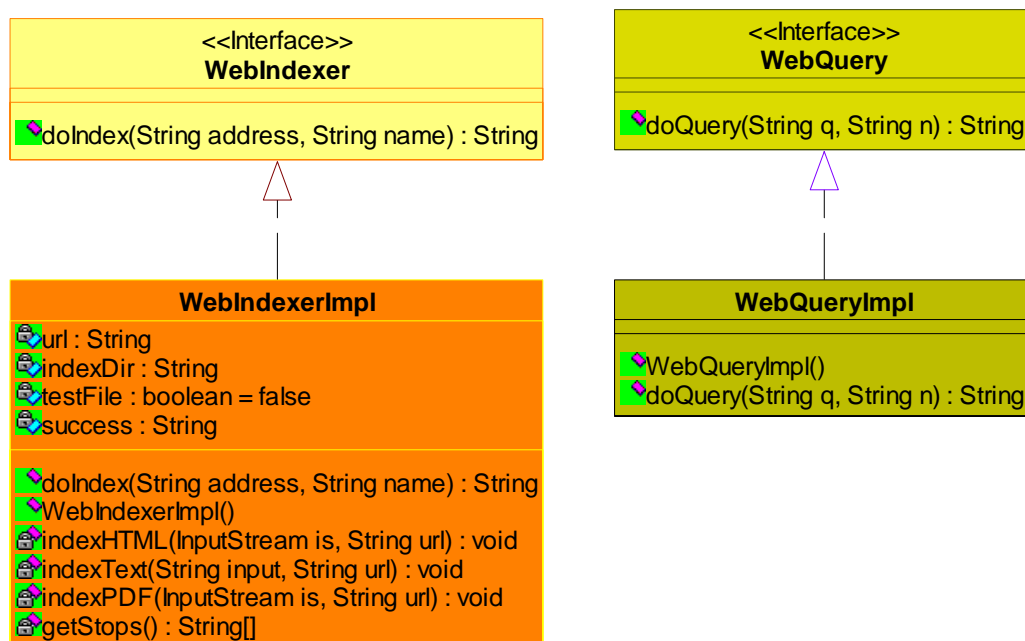 <<Interface>>
WebIndexer
doIndex(String address, String name) : String
<<Interface>>
WebQuery
doQuery(String q, String n) : String
WebIndexerImpl
url : String
indexDir : String
testFile : boolean = false
success : String
doIndex(String address, String name) : String
WebIndexerImpl()
indexHTML(InputStream is, String url) : void
indexText(String input, String url) : void
indexPDF(InputStream is, String url) : void
getStops() : String[]
WebQueryImpl
WebQueryImpl()
doQuery(String q, String n) : String